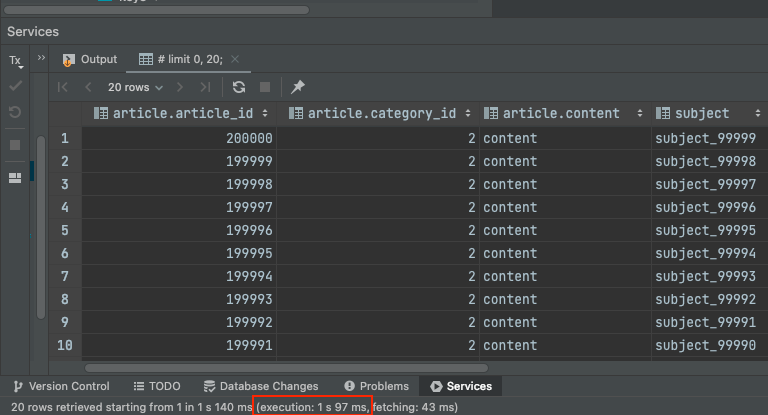 Services
Tx
Output
# limit 0, 20;
20 rows
article.article_id article.category_id article.content subject
1 200000 2 content subject_99999
2 199999 2 content subject_99998
3 199998 2 content subject_99997
4 199997 2 content subject_99996
5 199996 2 content subject_99995
6 199995 2 content subject_99994
7 199994 2 content subject_99993
8 199993 2 content subject_99992
9 199992 2 content subject_99991
10 199991 2 content subject_99990
Version Control TODO Database Changes Problems Services
20 rows retrieved starting from 1 in 1 s 140 ms (execution: 1 s 97 ms, fetching: 43 ms)